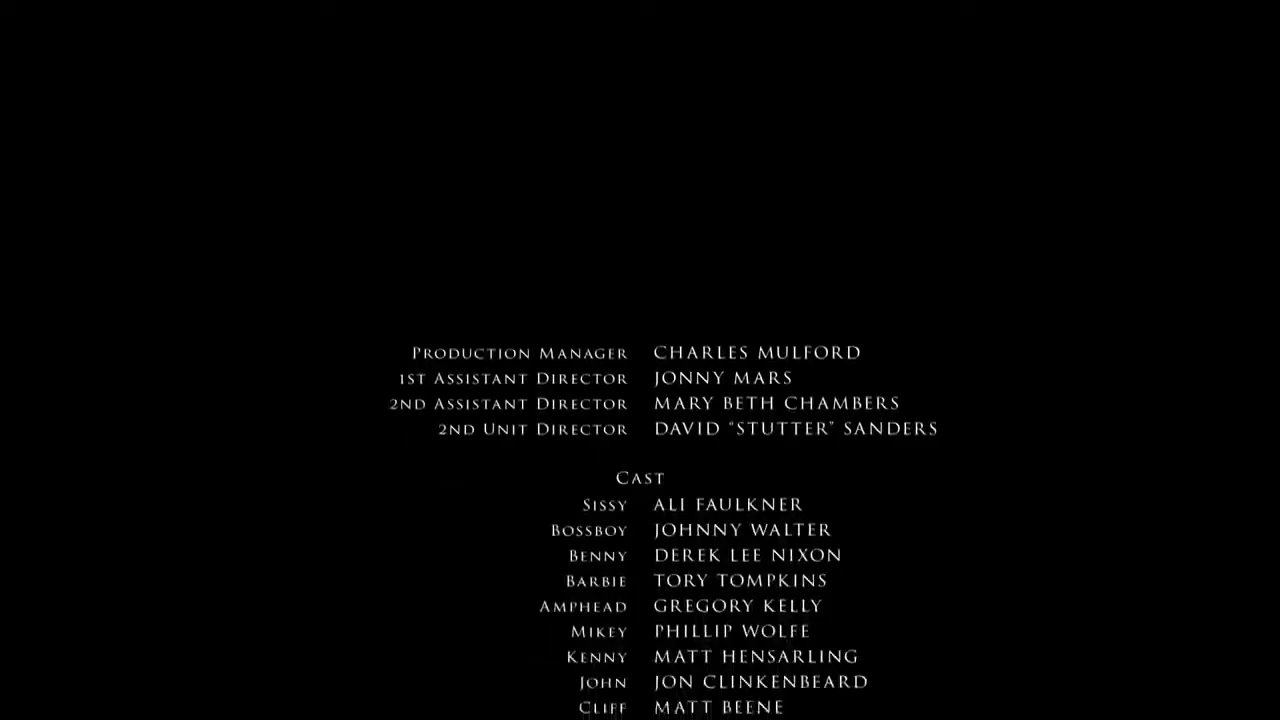 Production Manager CHARLES MULFORD
1st Assistant Director JONNY MARS
2nd Assistant Director MARY BETH CHAMBERS
2nd Unit Director DAVID “STUTTER” SANDERS
Cast
Sissy ALI FAULKNER
Bossboy JOHNNY WALTER
Benny DEREK LEE NIXON
Barbie TORY TOMPKINS
Amphead GREGORY KELLY
Mikey PHILLIP WOLFE
Kenny MATT HENSARLING
John JON CLINKENBEARD
Cliff MATT BEENE